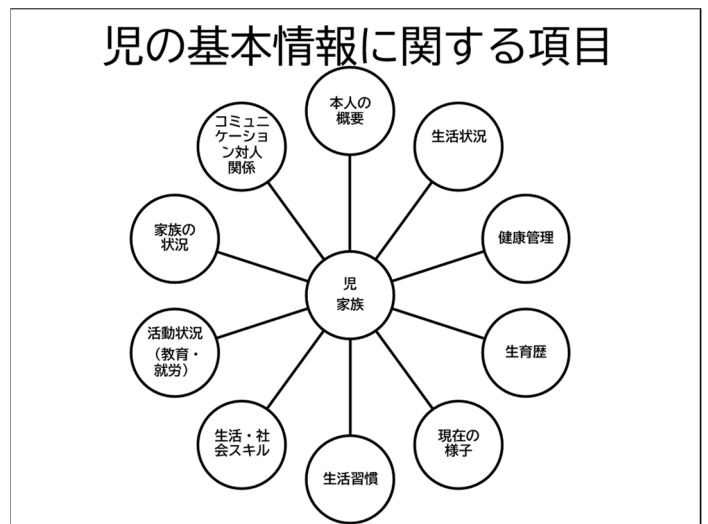 児の基本情報に関する項目
本人の
概要
生活状況
健康管理
生育歴
現在の
様子
生活習慣
生活・社
会スキル
活動状況
（教育・
就労）
家族の
状況
コミュニ
ケーショ
ン対人
関係
児
家族